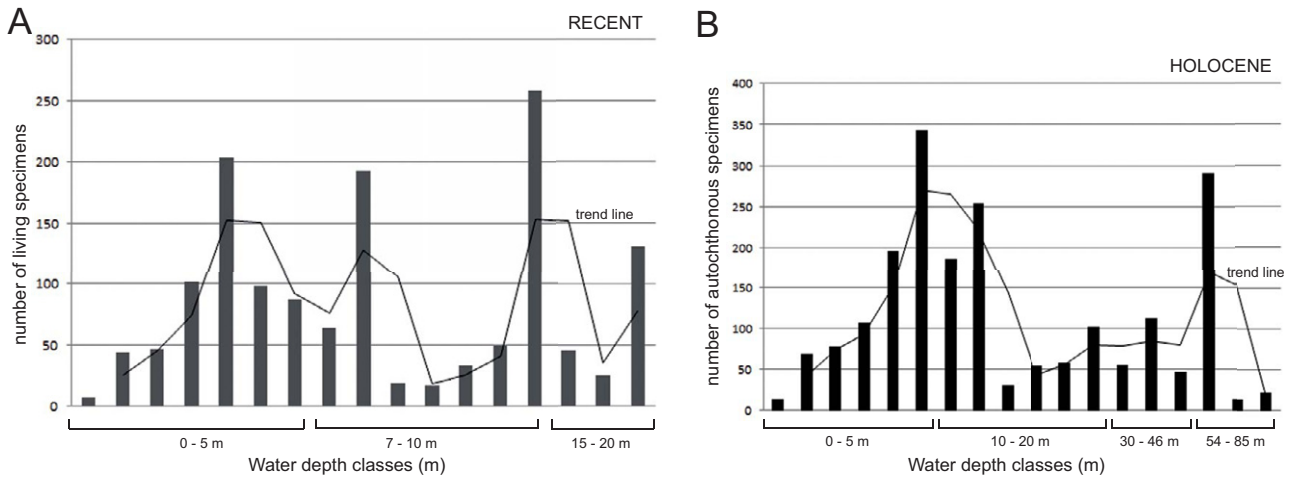 A
RECENT
number of living specimens
300
250
200
150
100
50
0
trend line
0 - 5 m
7 - 10 m
15 - 20 m
Water depth classes (m)
B
HOLOCENE
number of autochthonous specimens
400
350
300
250
200
150
100
50
0
trend line
0 - 5 m
10 - 20 m
30 - 46 m
54 - 85 m
Water depth classes (m)